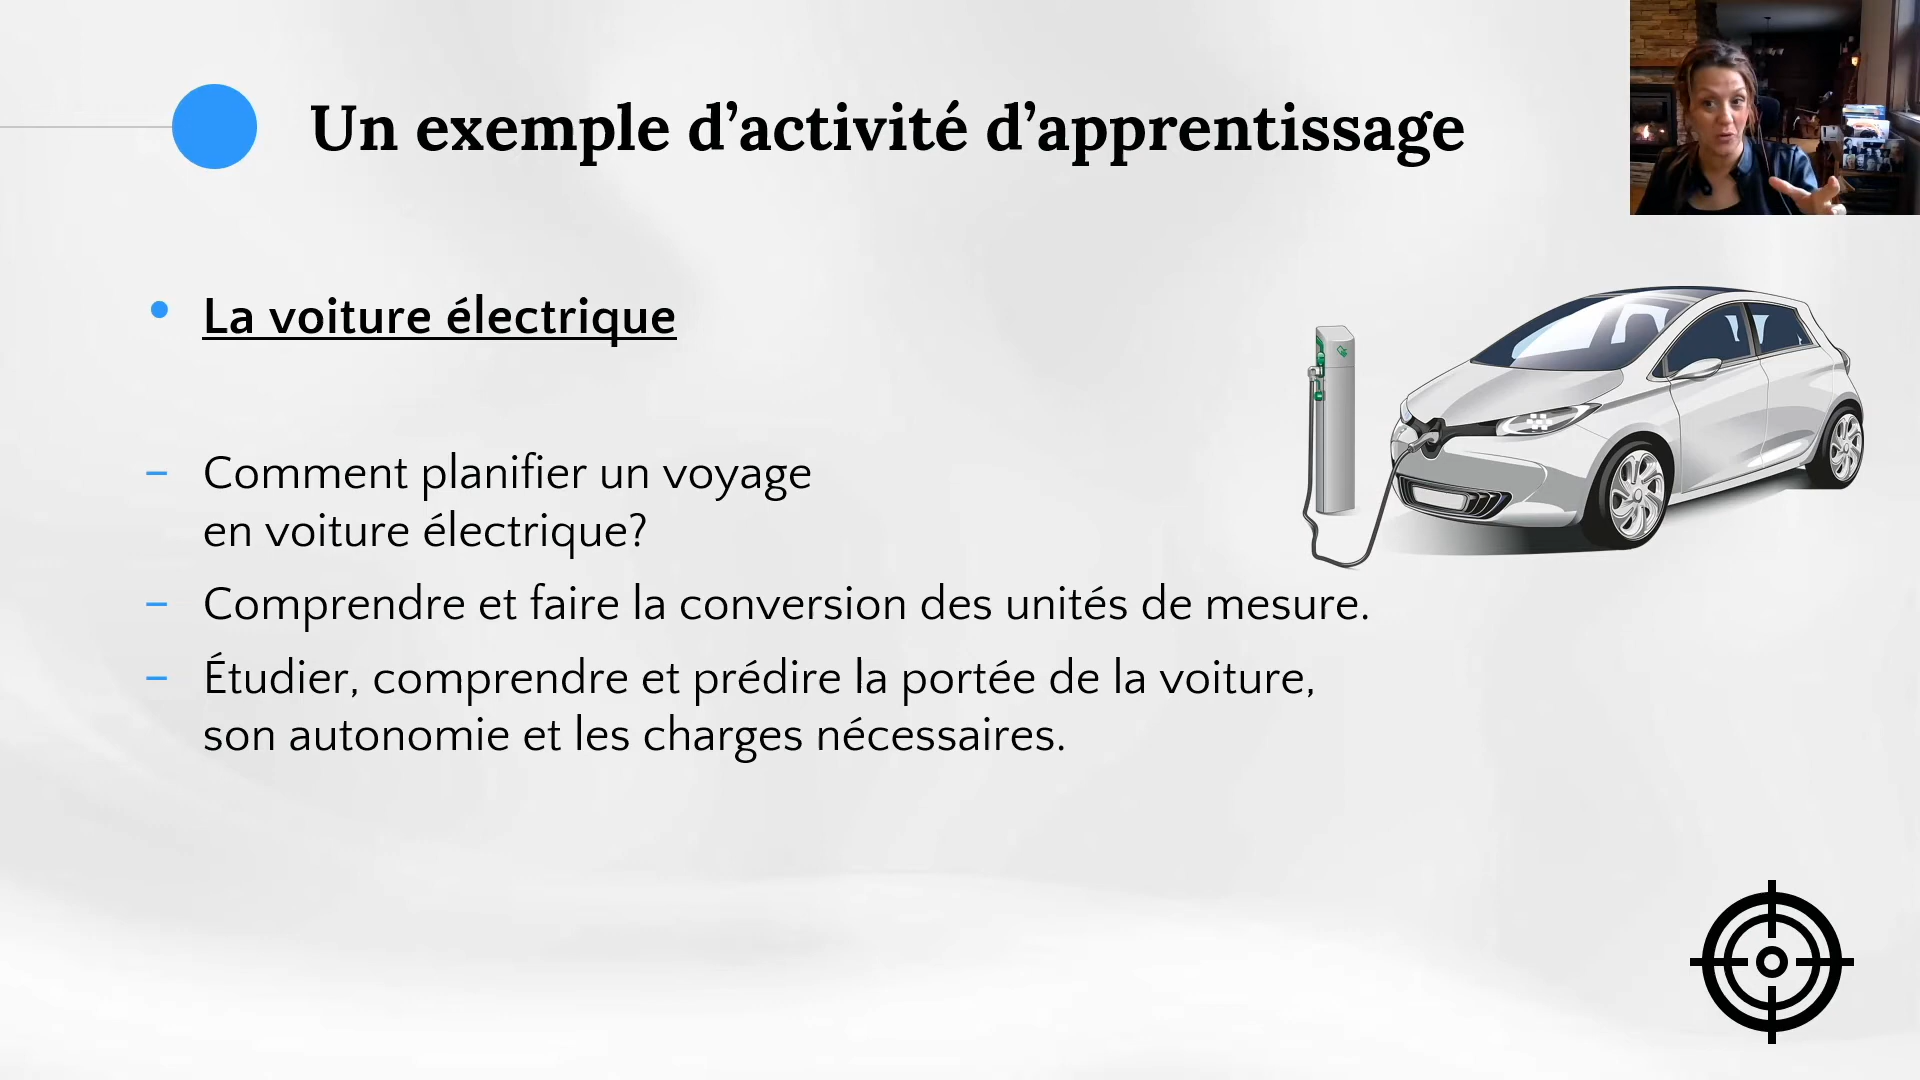 Un exemple d’activité d’apprentissage
• La voiture électrique
– Comment planifier un voyage
en voiture électrique?
– Comprendre et faire la conversion des unités de mesure.
– Étudier, comprendre et prédire la portée de la voiture,
son autonomie et les charges nécessaires.